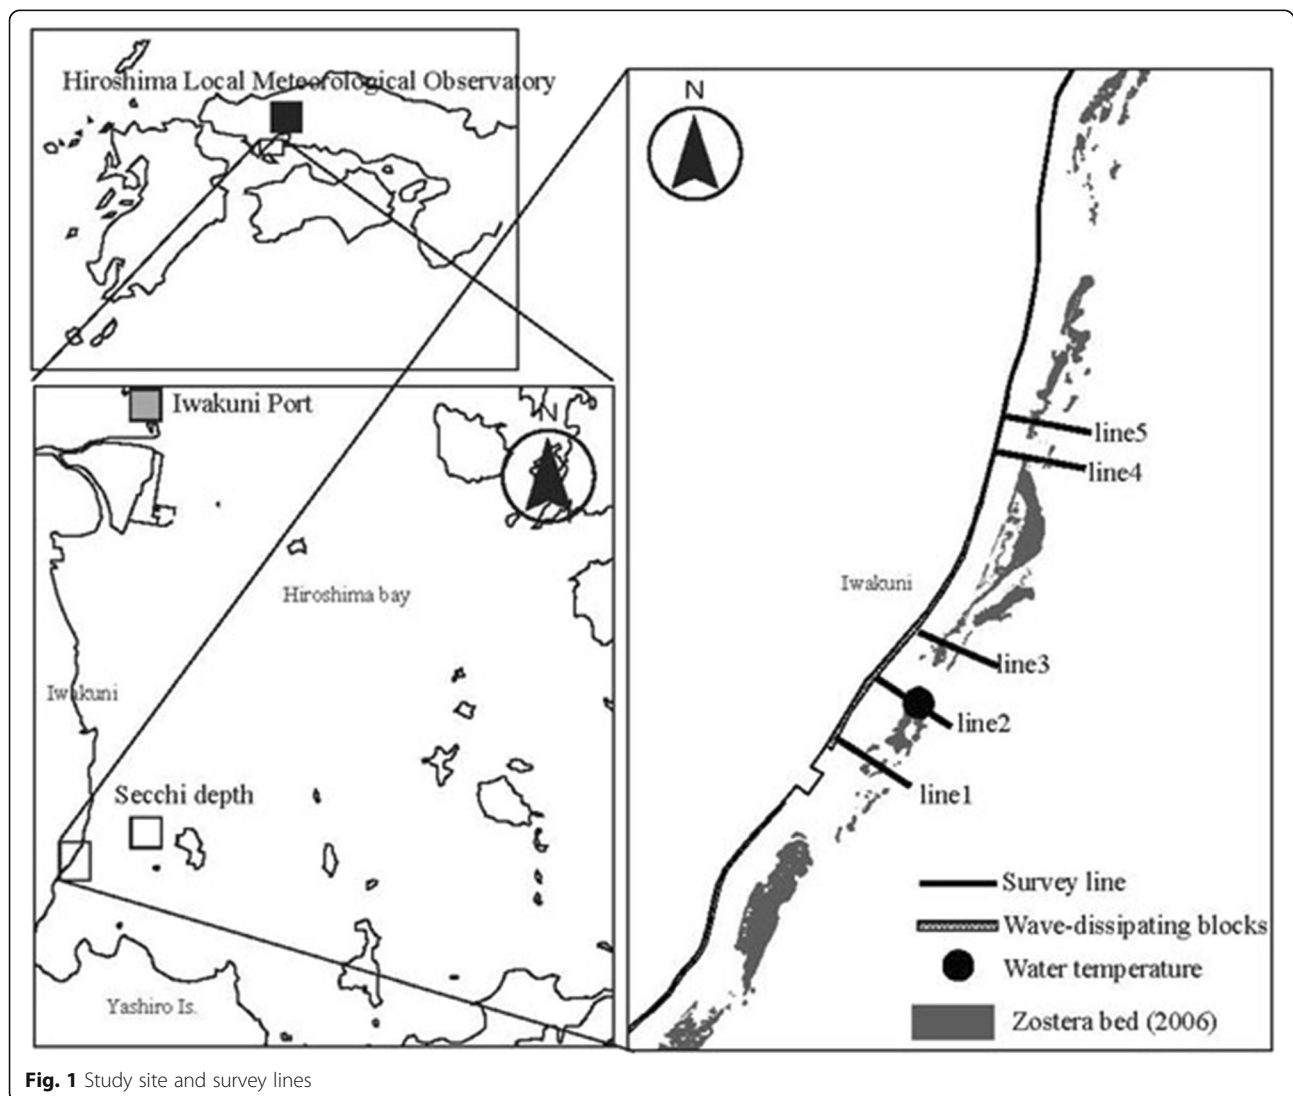 Hiroshima Local Meteorological Observatory
Iwakuni Port
N
Hiroshima bay
Iwakuni
Secchi depth
Yashiro Is.
N
line5
line4
Iwakuni
line3
line2
line1
Survey line
Wave-dissipating blocks
Water temperature
Zostera bed (2006)
Fig. 1 Study site and survey lines